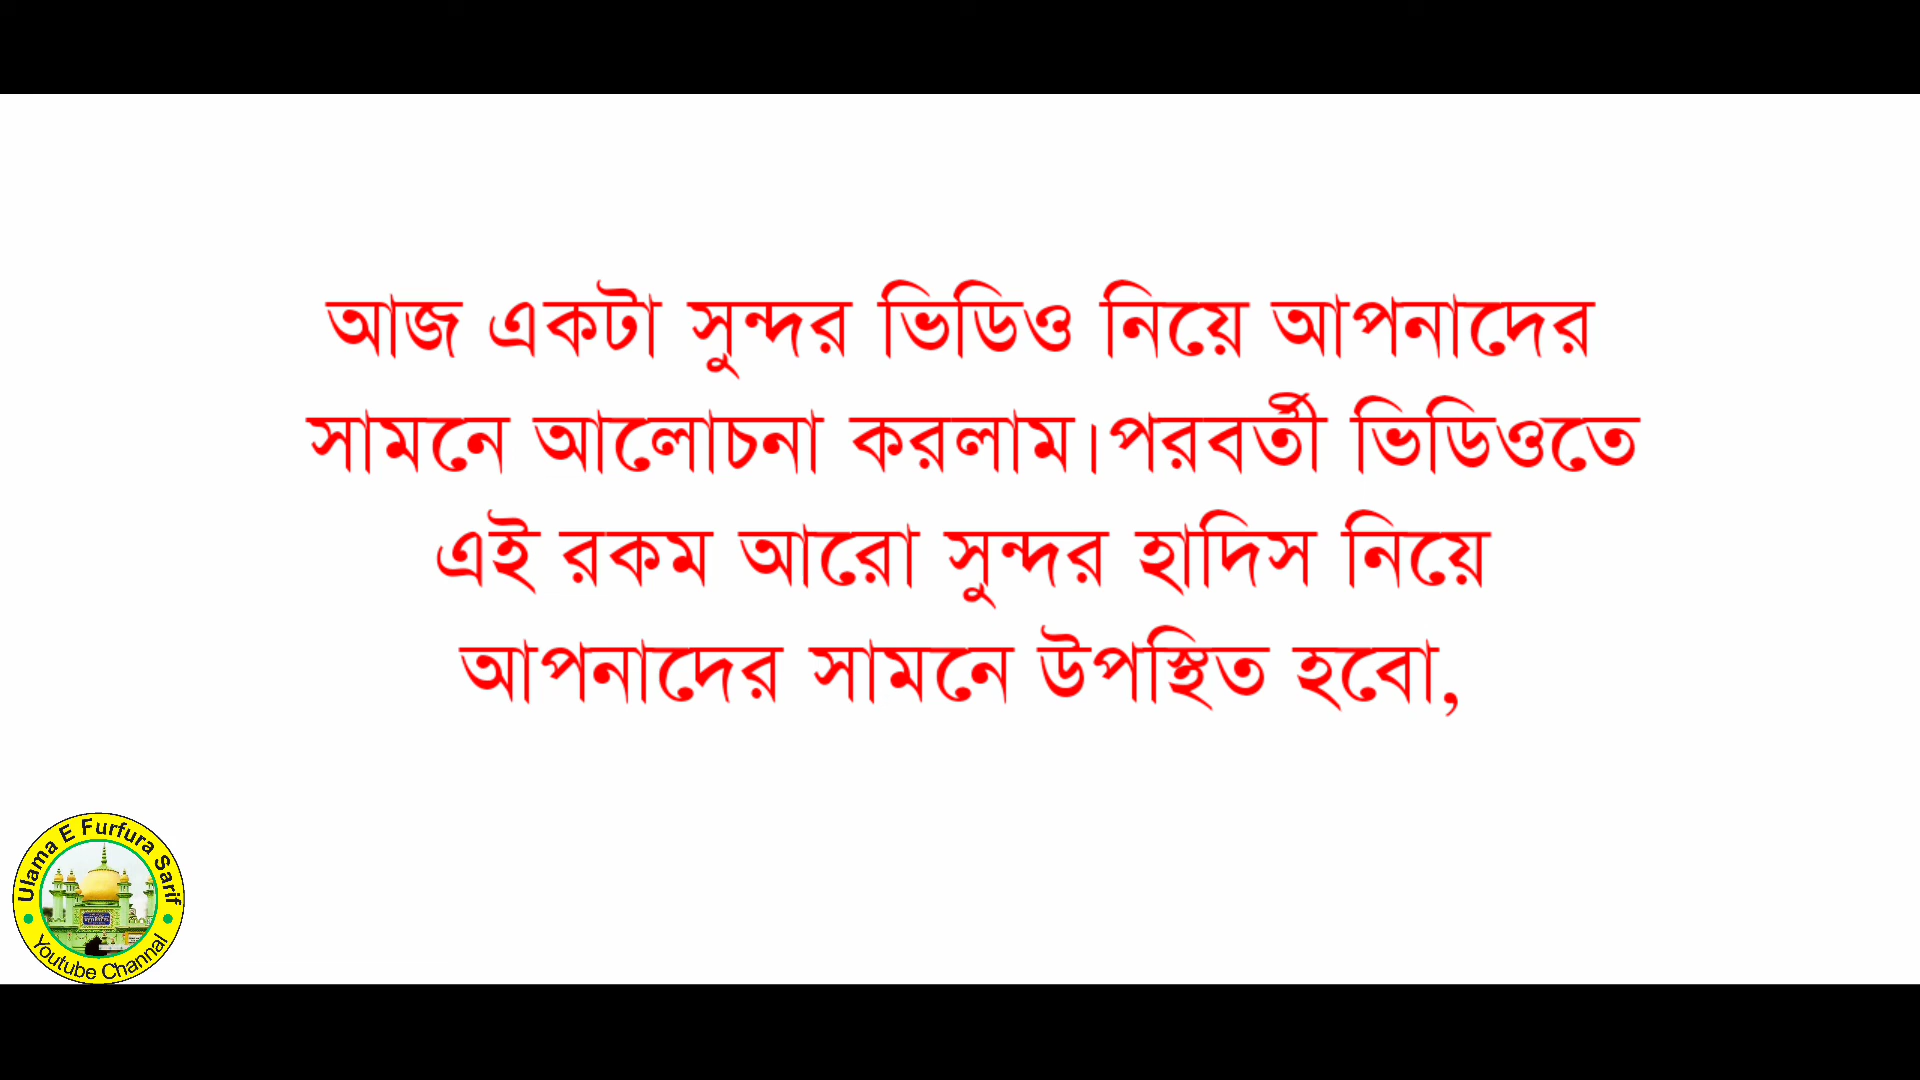 আজ একটা সুন্দর ভিডিও নিয়ে আপনাদের
সামনে আলোচনা করলাম।পরবর্তী ভিডিওতে
এই রকম আরো সুন্দর হাদিস নিয়ে
আপনাদের সামনে উপস্থিত হবো,
Ulama E Furfura Sarif
Youtube Channal